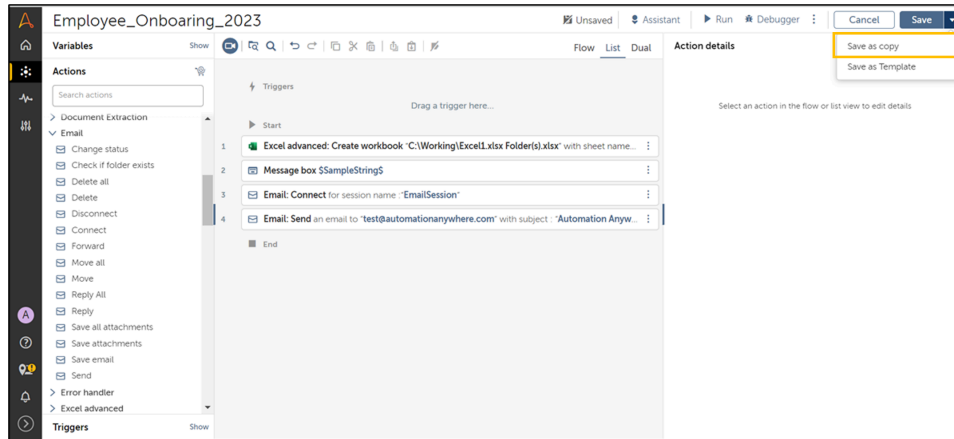 Employee_Onboaring_2023
Unsaved
Assistant
Run
Debugger
Cancel
Save
Save as copy
Save as Template
Variables
Show
Actions
Search actions
Document Extraction
Email
Change status
Check if folder exists
Delete all
Delete
Disconnect
Connect
Forward
Move all
Move
Reply All
Reply
Save all attachments
Save attachments
Save email
Send
Error handler
Excel advanced
Triggers
Show
Flow
List
Dual
Triggers
Drag a trigger here...
Start
1
Excel advanced: Create workbook "C:\Working\Excel1.xlsx Folder(s).xlsx" with sheet name...
2
Message box $SampleString$
3
Email: Connect for session name :"EmailSession"
4
Email: Send an email to "test@automationanywhere.com" with subject : "Automation Anyw...
End
Action details
Select an action in the flow or list view to edit details
A